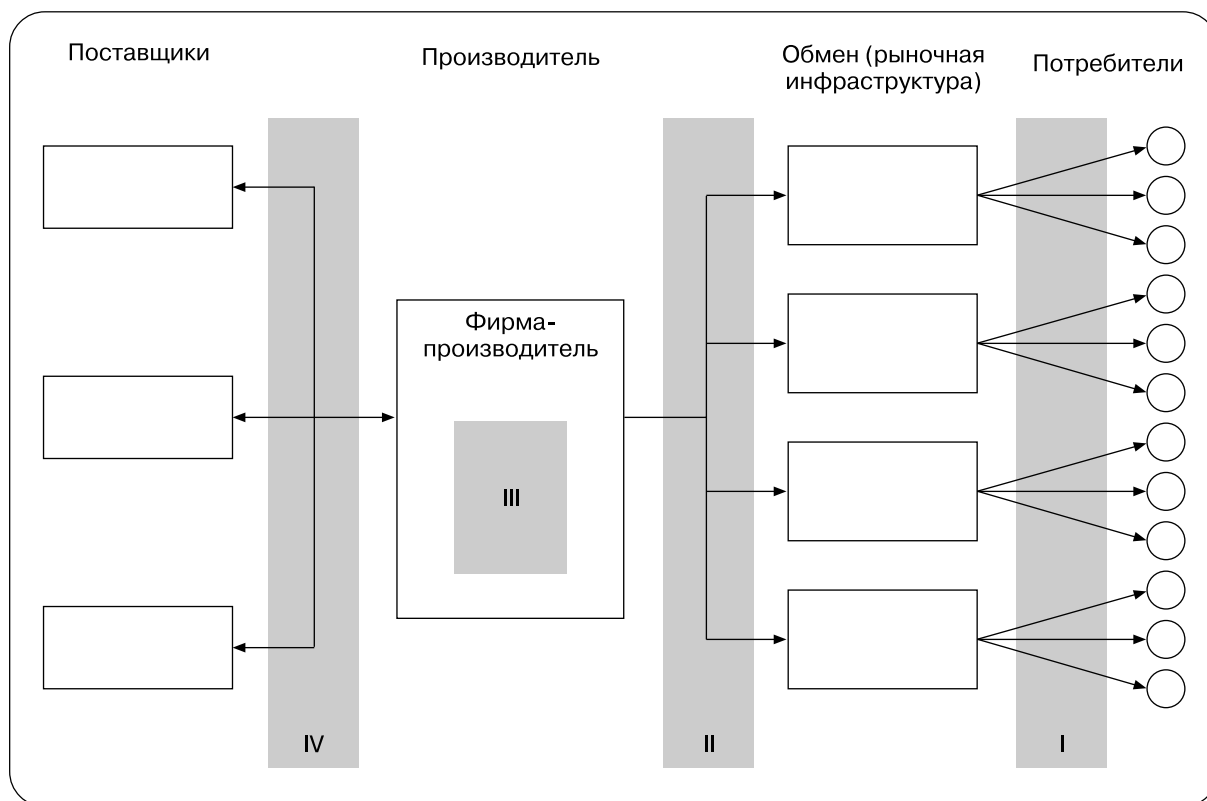 Поставщики
Производитель
Обмен (рыночная
инфраструктура)
Потребители
Фирма-
производитель
III
IV
II
I